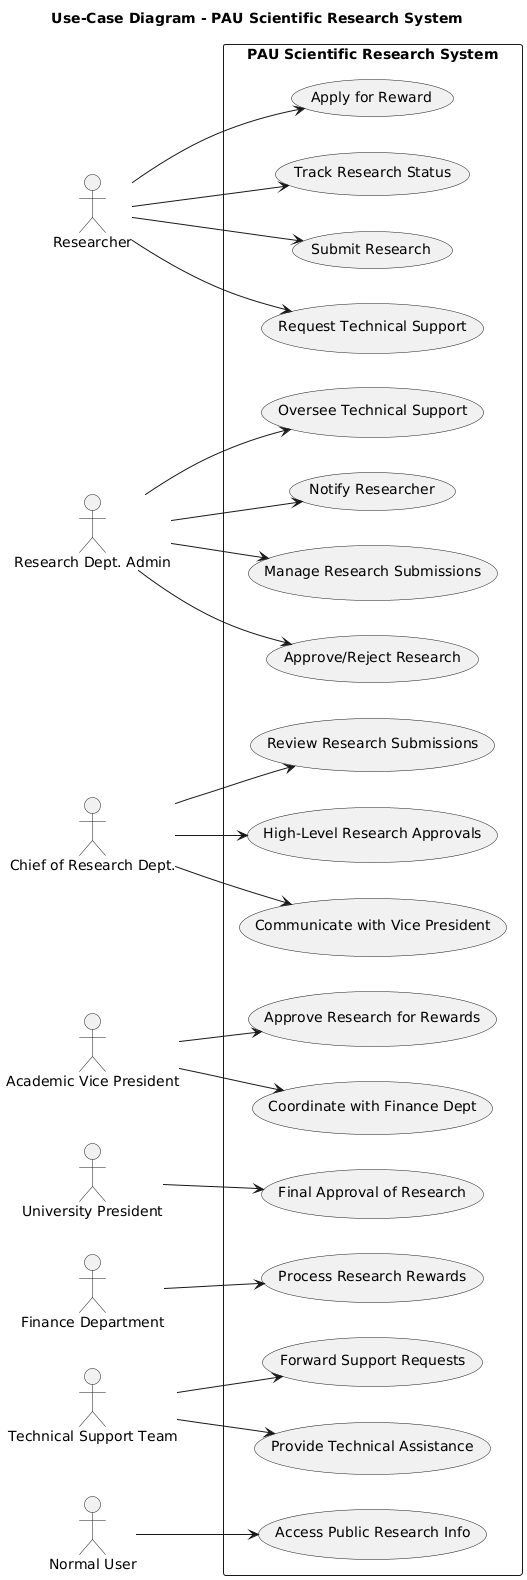 Use-Case Diagram - PAU Scientific Research System
PAU Scientific Research System
Apply for Reward
Track Research Status
Researcher
Submit Research
Request Technical Support
Oversee Technical Support
Notify Researcher
Research Dept. Admin
Manage Research Submissions
Approve/Reject Research
Review Research Submissions
High-Level Research Approvals
Chief of Research Dept.
Communicate with Vice President
Approve Research for Rewards
Academic Vice President
Coordinate with Finance Dept
Final Approval of Research
University President
Process Research Rewards
Finance Department
Forward Support Requests
Technical Support Team
Provide Technical Assistance
Access Public Research Info
Normal User